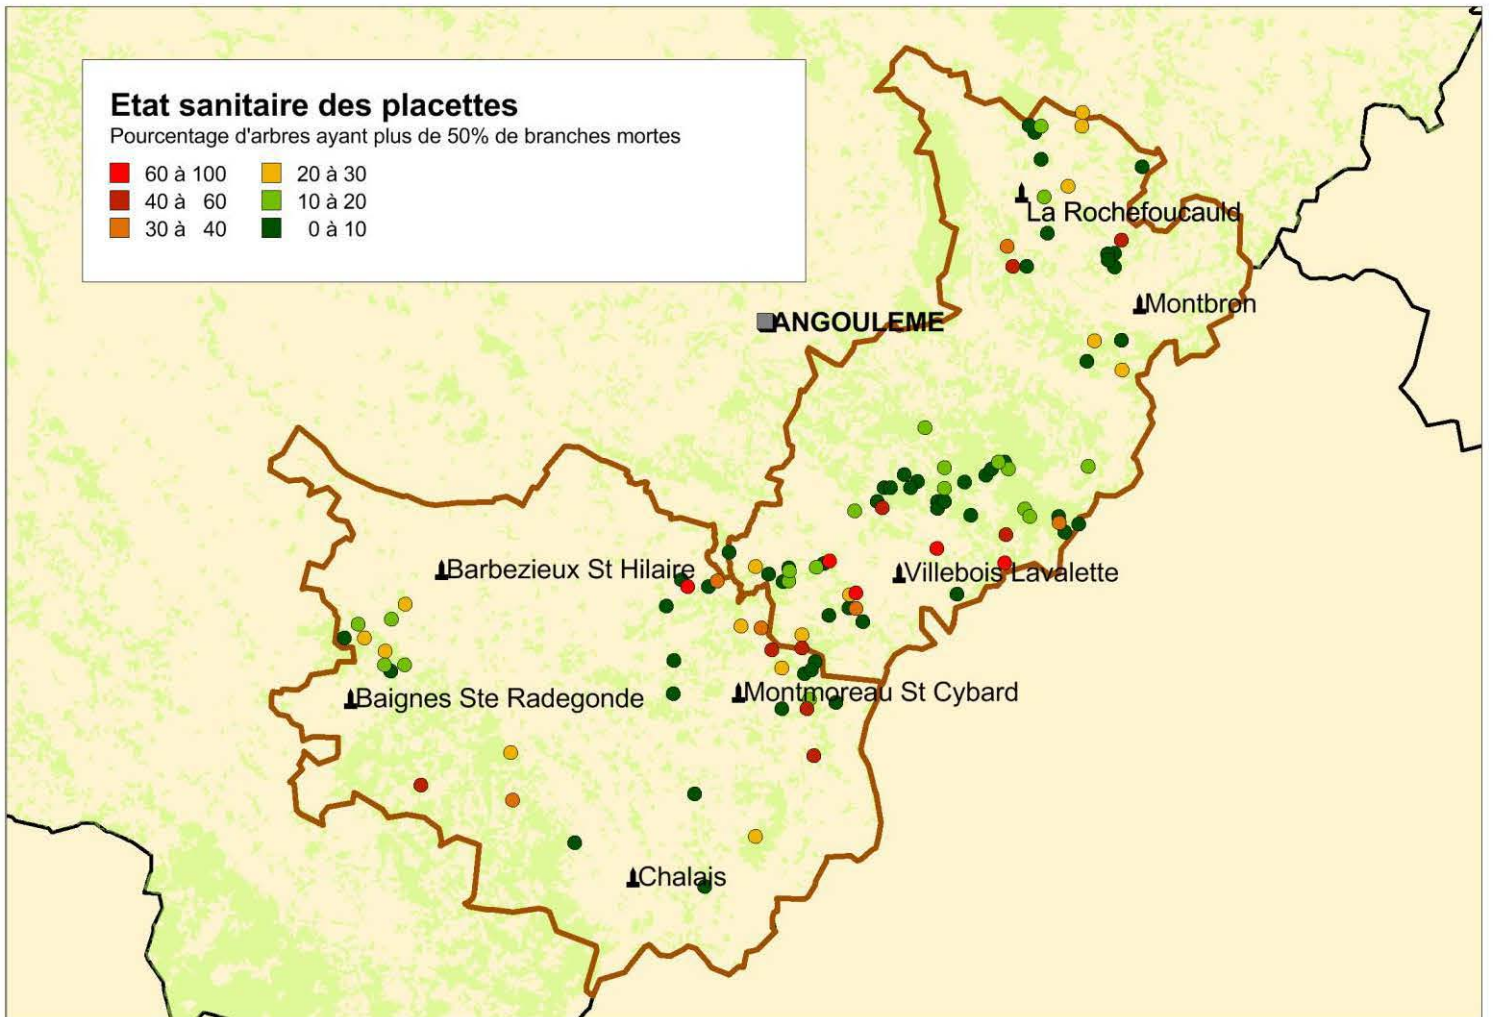 Etat sanitaire des placettes
Pourcentage d'arbres ayant plus de 50% de branches mortes
60 à 100 20 à 30
40 à 60 10 à 20
30 à 40 0 à 10
La Rochefoucauld
Montbron
ANGOULEME
Barbezieux St Hilaire
Villebois Lavalette
Baignes Ste Radegonde
Montmoreau St Cybard
Chalais